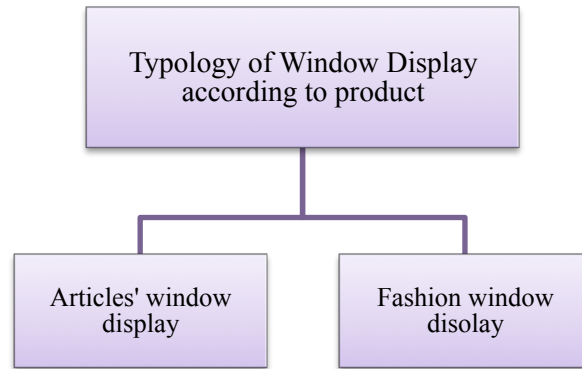 Typology of Window Display
according to product
Articles' window
display
Fashion window
disolay